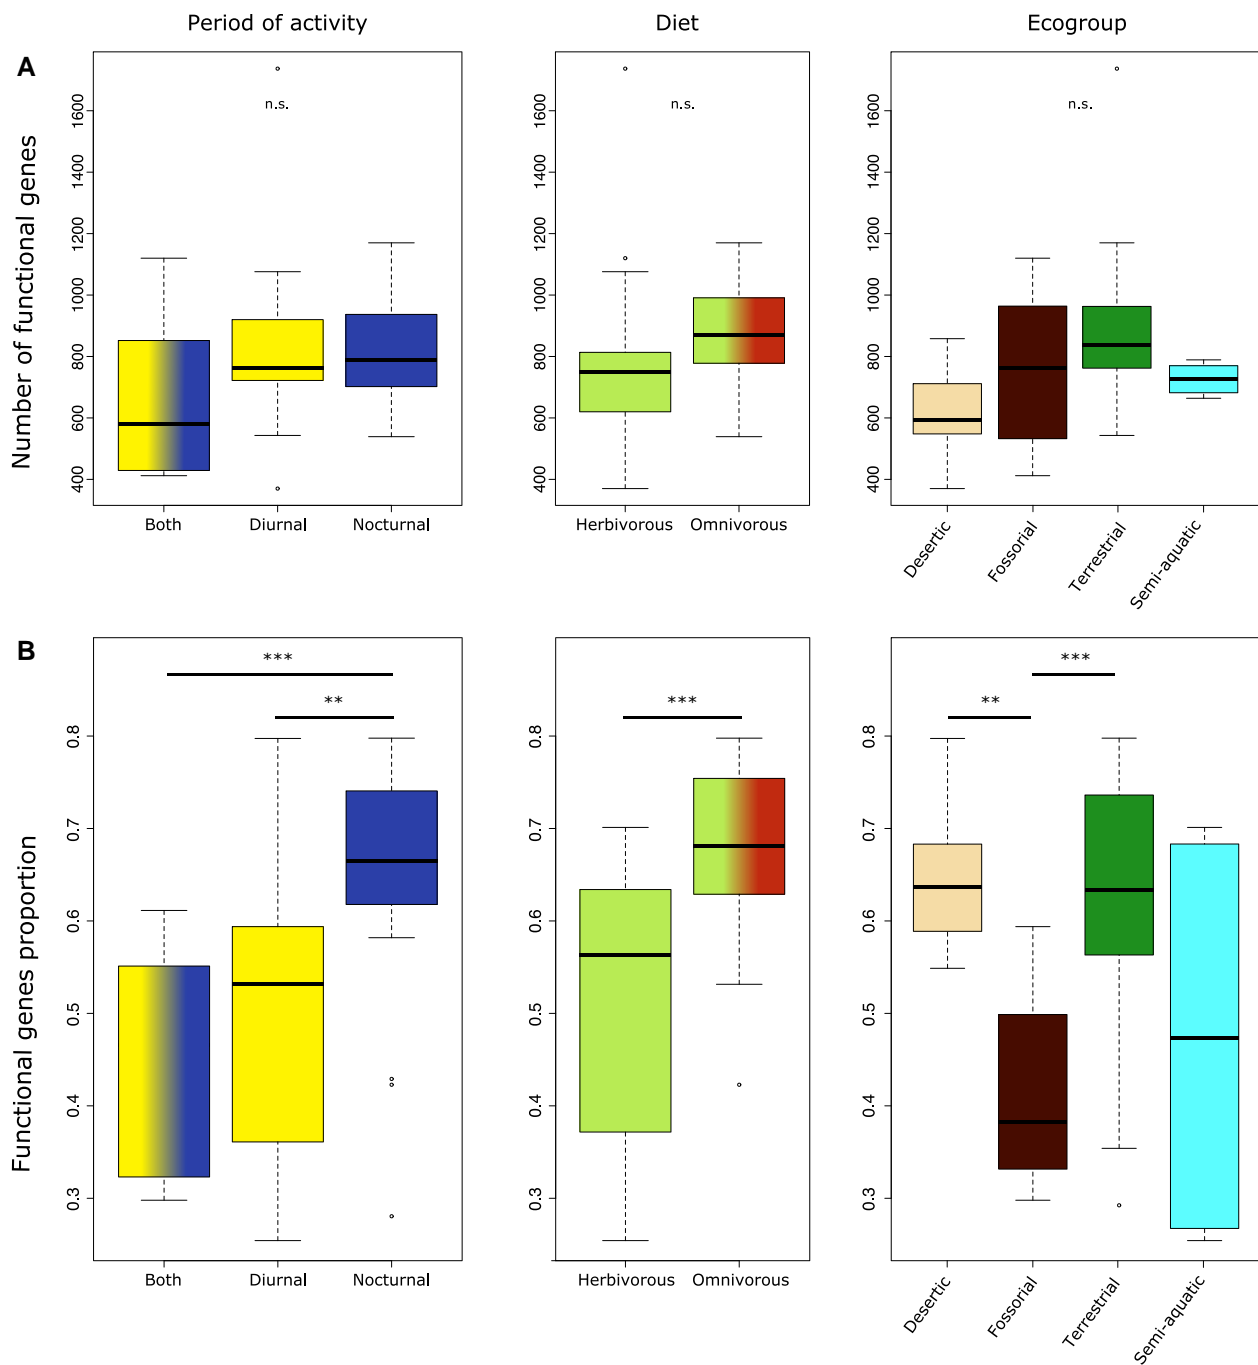 Period of activity
Diet
Ecogroup
A
Number of functional genes
400 600 800 1000 1200 1400 1600
n.s.
Both Diurnal Nocturnal
400 600 800 1000 1200 1400 1600
n.s.
Herbivorous Omnivorous
400 600 800 1000 1200 1400 1600
n.s.
Desertic Fossorial Terrestrial Semi-aquatic
B
Functional genes proportion
0.3 0.4 0.5 0.6 0.7 0.8
***
**
Both Diurnal Nocturnal
0.3 0.4 0.5 0.6 0.7 0.8
***
Herbivorous Omnivorous
0.3 0.4 0.5 0.6 0.7 0.8
***
**
Desertic Fossorial Terrestrial Semi-aquatic